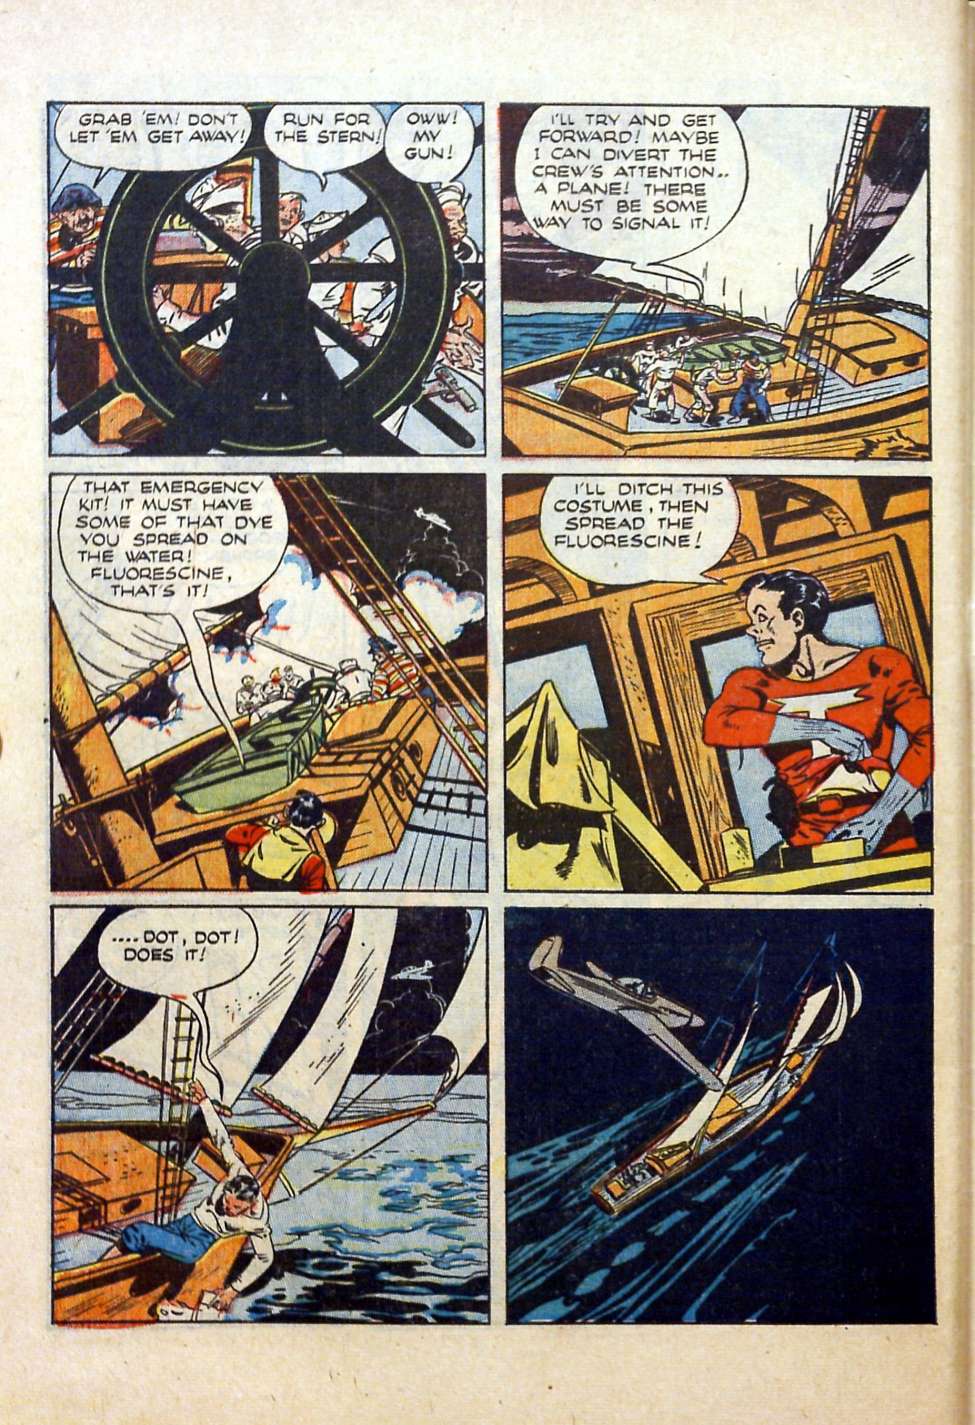 GRAB 'EM! DON'T
LET 'EM GET AWAY!
RUN FOR
THE STERN!
OWW!
MY
GUN!
I'LL TRY AND GET
FORWARD! MAYBE
I CAN DIVERT THE
CREW'S ATTENTION..
A PLANE! THERE
MUST BE SOME
WAY TO SIGNAL IT!
THAT EMERGENCY
KIT! IT MUST HAVE
SOME OF THAT DYE
YOU SPREAD ON
THE WATER!
FLUORESCINE,
THAT'S IT!
I'LL DITCH THIS
COSTUME, THEN
SPREAD THE
FLUORESCINE!
....DOT, DOT!
DOES IT!